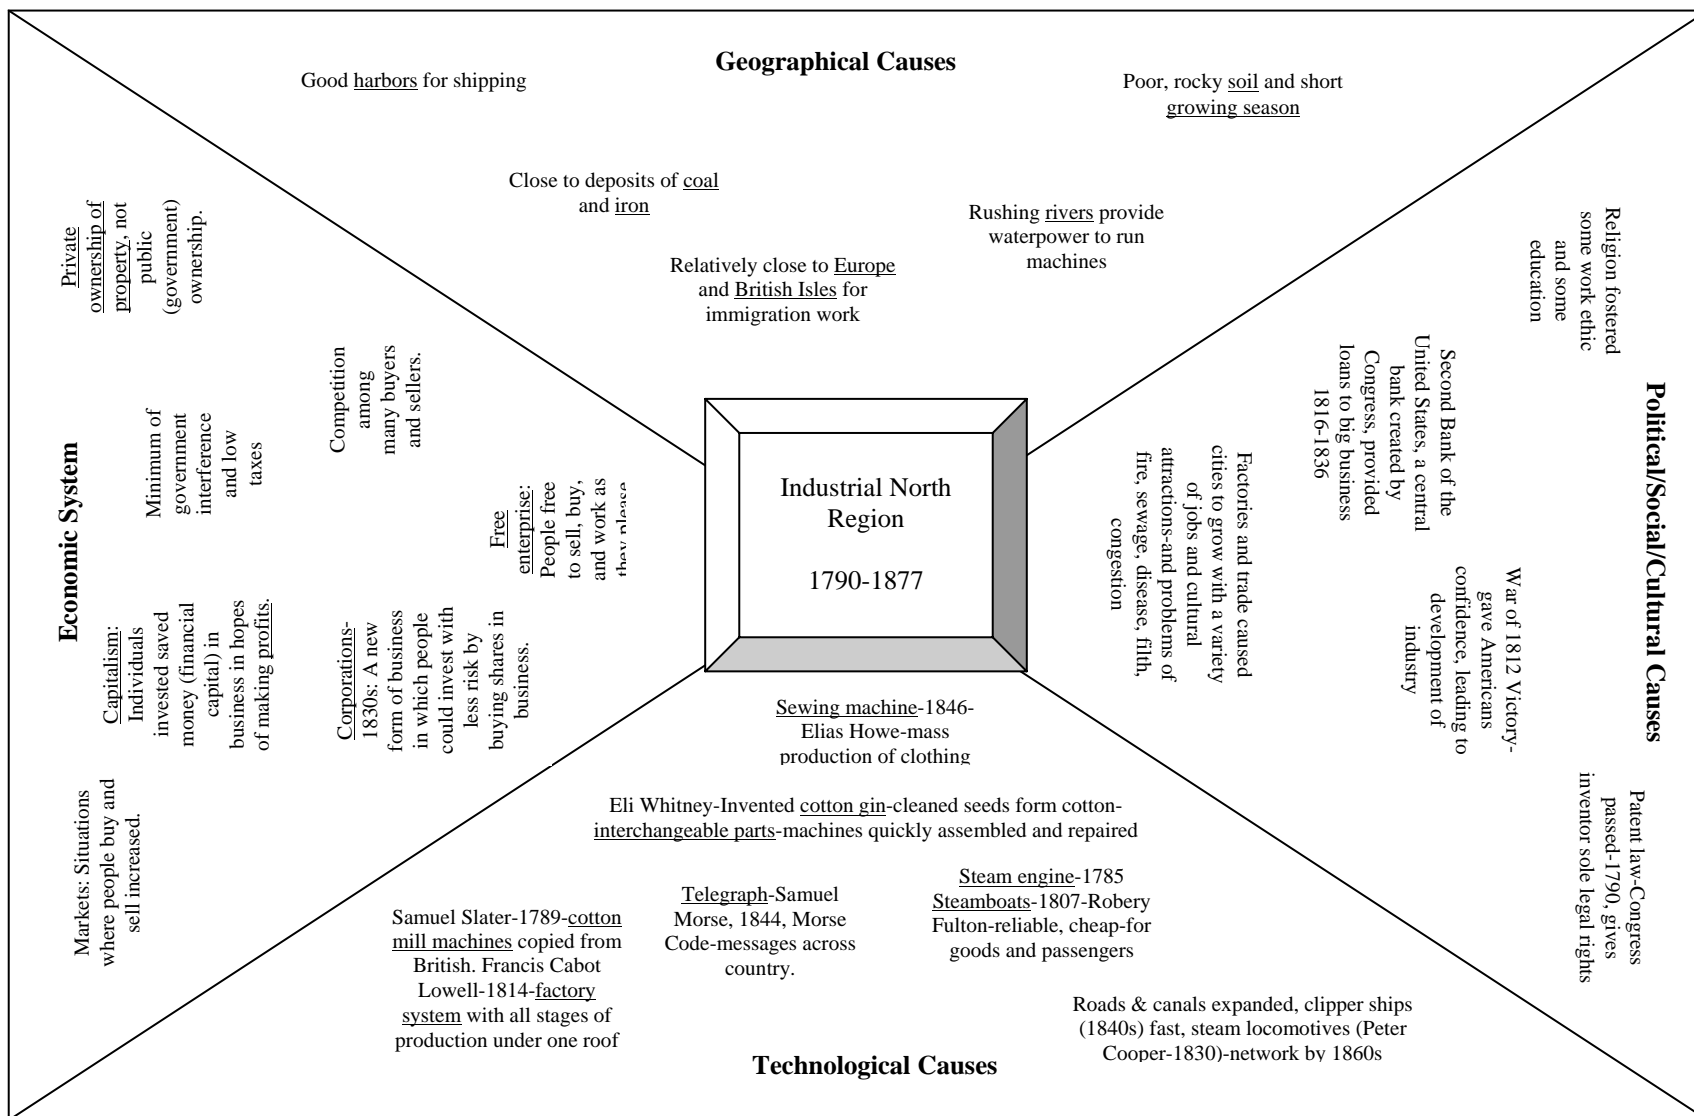 Geographical Causes
Good harbors for shipping
Poor, rocky soil and short
growing season
Close to deposits of coal
and iron
Rushing rivers provide
waterpower to run
machines
Relatively close to Europe
and British Isles for
immigration work
Economic System
Private
ownership of
property, not
public
(government)
ownership.
Competition
among
many buyers
and sellers.
Minimum of
government
interference
and low
taxes
Free
enterprise:
People free
to sell, buy,
and work as
they please
Capitalism:
Individuals
invested saved
money (financial
capital) in
business in hopes
of making profits.
Corporations-
1830s: A new
form of business
in which people
could invest with
less risk by
buying shares in
business.
Markets: Situations
where people buy and
sell increased.
Industrial North
Region
1790-1877
Political/Social/Cultural Causes
Religion fostered
some work ethic
and some
education
Second Bank of the
United States, a central
bank created by
Congress, provided
loans to big business
1816-1836
Factories and trade caused
cities to grow with a variety
of jobs and cultural
attractions-and problems of
fire, sewage, disease, filth,
congestion
War of 1812 Victory-
gave Americans
confidence, leading to
development of
industry
Patent law-Congress
passed-1790, gives
inventor sole legal rights
Sewing machine-1846-
Elias Howe-mass
production of clothing
Eli Whitney-Invented cotton gin-cleaned seeds form cotton-
interchangeable parts-machines quickly assembled and repaired
Samuel Slater-1789-cotton
mill machines copied from
British. Francis Cabot
Lowell-1814-factory
system with all stages of
production under one roof
Telegraph-Samuel
Morse, 1844, Morse
Code-messages across
country.
Steam engine-1785
Steamboats-1807-Robery
Fulton-reliable, cheap-for
goods and passengers
Roads & canals expanded, clipper ships
(1840s) fast, steam locomotives (Peter
Cooper-1830)-network by 1860s
Technological Causes